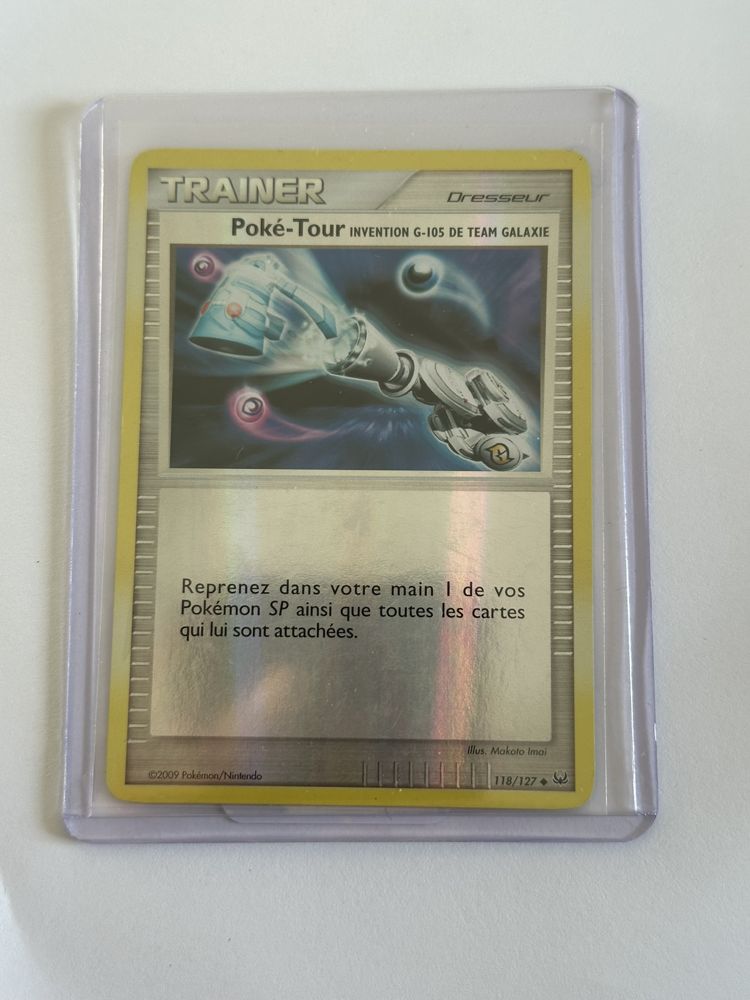 TRAINER
Dresseur
Poké-Tour INVENTION G-105 DE TEAM GALAXIE
Reprenez dans votre main 1 de vos
Pokémon SP ainsi que toutes les cartes
qui lui sont attachées.
Illus. Makoto Imai
©2009 Pokémon/Nintendo
118/127